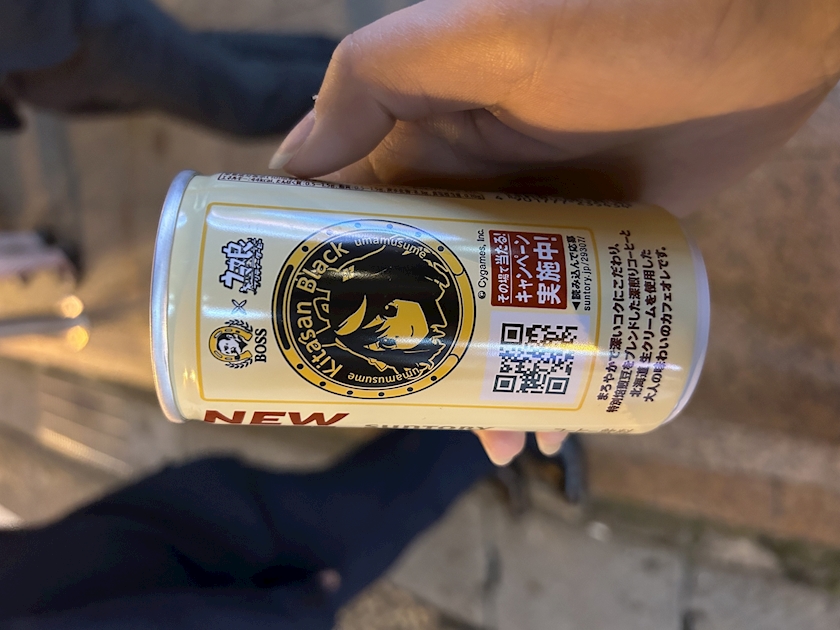 BOSS
×
ウマ娘
Kitasan Black
umamusume
umamusume
© Cygames, Inc.
その場で当たる!
キャンペーン
実施中!
◀読み込んで応募
suntory.jp/29307/
まろやかで深いコクにこだわり、
特別焙煎豆をブレンドした深煎りコーヒーと
北海道生クリームを使用した
大人の味わいのカフェオレです。
NEW
SUNTORY